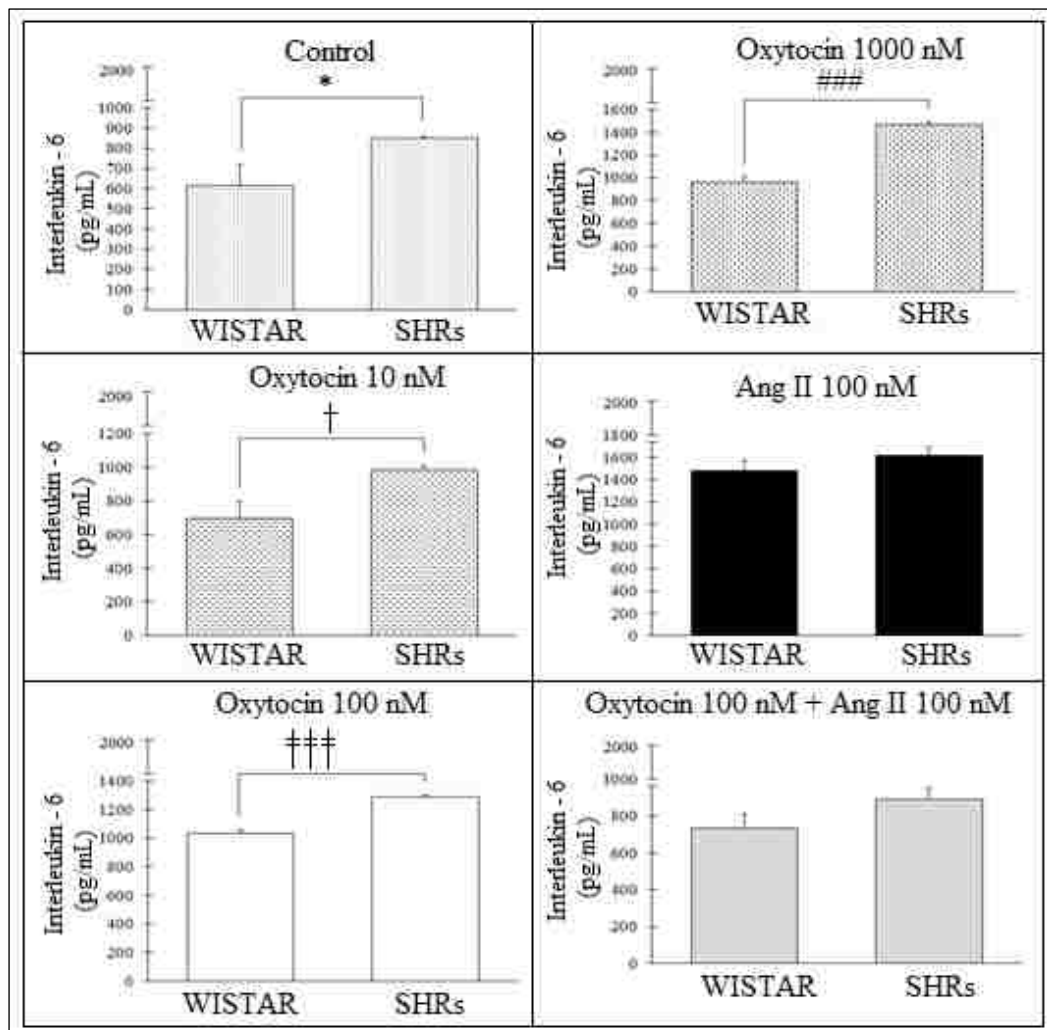 Control
*
2000
1000
900
800
700
600
500
400
300
200
100
0
Interleukin - 6
(pg/mL)
WISTAR SHRs
Oxytocin 1000 nM
###
2000
1600
1400
1200
1000
800
600
400
200
0
Interleukin - 6
(pg/mL)
WISTAR SHRs
Oxytocin 10 nM
†
2000
1200
1000
800
600
400
200
0
Interleukin - 6
(pg/mL)
WISTAR SHRs
Ang II 100 nM
2000
1600
1400
1200
1000
800
600
400
200
0
Interleukin - 6
(pg/mL)
WISTAR SHRs
Oxytocin 100 nM
‡‡‡
2000
1400
1200
1000
800
600
400
200
0
Interleukin - 6
(pg/mL)
WISTAR SHRs
Oxytocin 100 nM + Ang II 100 nM
2000
1000
800
600
400
200
0
Interleukin - 6
(pg/mL)
WISTAR SHRs